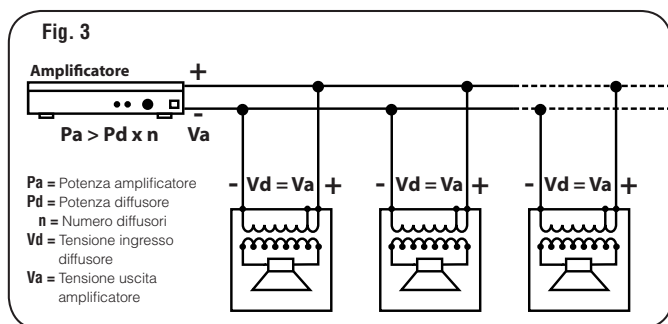 Fig. 3
Amplificatore
+
-
Pa > Pd x n
Va
- Vd = Va +
- Vd = Va +
- Vd = Va +
Pa = Potenza amplificatore
Pd = Potenza diffusore
n = Numero diffusori
Vd = Tensione ingresso
diffusore
Va = Tensione uscita
amplificatore